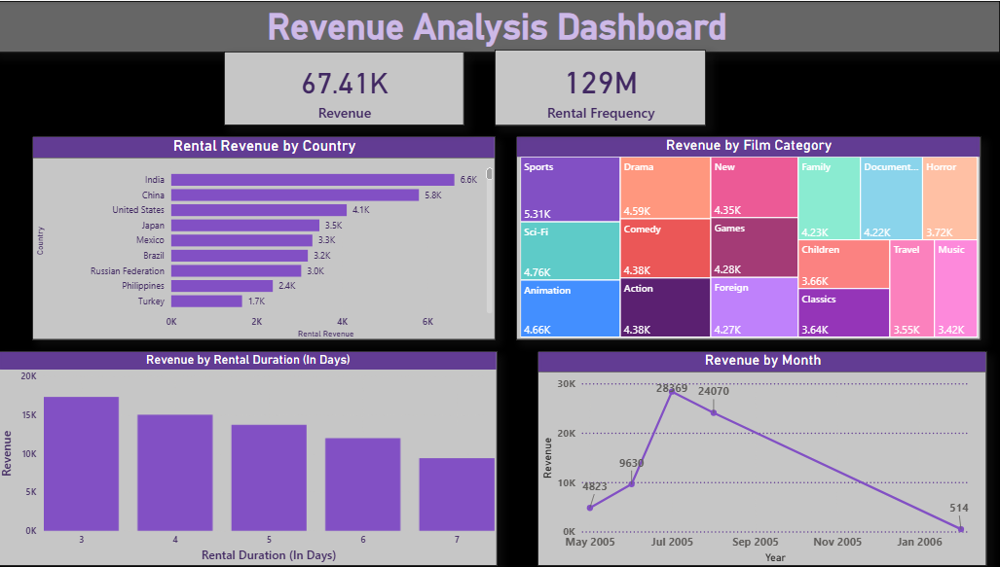 Revenue Analysis Dashboard
67.41K
Revenue
129M
Rental Frequency
Rental Revenue by Country
Country
India 6.6K
China 5.8K
United States 4.1K
Japan 3.5K
Mexico 3.3K
Brazil 3.2K
Russian Federation 3.0K
Philippines 2.4K
Turkey 1.7K
0K 2K 4K 6K
Rental Revenue
Revenue by Film Category
Sports
5.31K
Sci-Fi
4.76K
Animation
4.66K
Drama
4.59K
Comedy
4.38K
Action
4.38K
New
4.35K
Games
4.28K
Foreign
4.27K
Family
4.23K
Document...
4.22K
Horror
3.72K
Children
3.66K
Classics
3.64K
Travel
3.55K
Music
3.42K
Revenue by Rental Duration (In Days)
Revenue
20K
15K
10K
5K
0K
3 4 5 6 7
Rental Duration (In Days)
Revenue by Month
Revenue
30K
20K
10K
0K
4823
9630
28369
24070
514
May 2005 Jul 2005 Sep 2005 Nov 2005 Jan 2006
Year